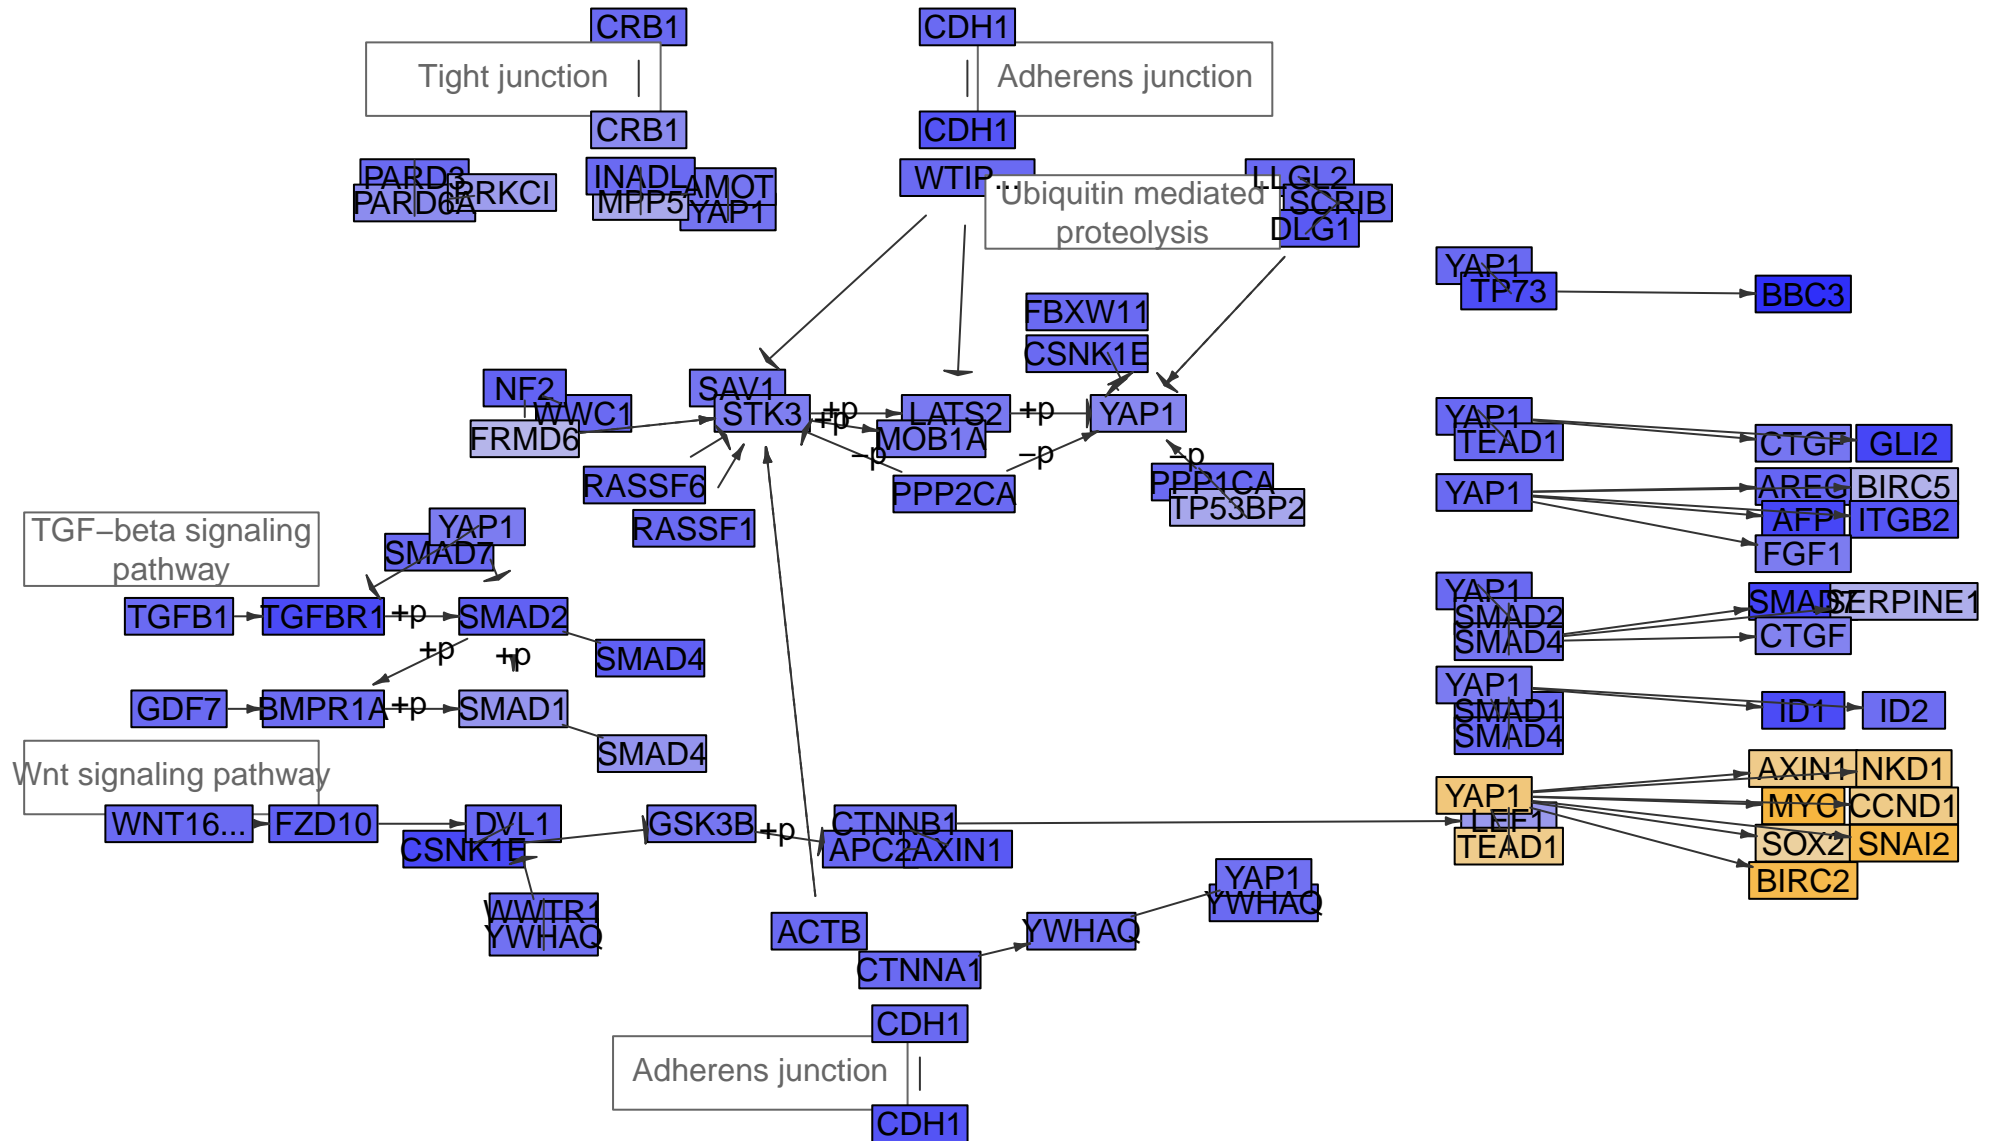 CRB1
CDH1
Tight junction
Adherens junction
CRB1
CDH1
PARD3
PRKCI
PARD6A
INADL
AMOT
MPP5
YAP1
WTIP...
LLGL2
Ubiquitin mediated
proteolysis
SCRIB
DLG1
YAP1
TP73
BBC3
FBXW11
CSNK1E
NF2
WWC1
FRMD6
SAV1
STK3
+p
+p
LATS2
MOB1A
+p
YAP1
−p
−p
−p
RASSF6
RASSF1
PPP2CA
PPP1CA
TP53BP2
YAP1
TEAD1
CTGF
GLI2
YAP1
AREG
BIRC5
AFP
ITGB2
FGF1
TGF−beta signaling
pathway
YAP1
SMAD7
TGFB1
TGFBR1
+p
SMAD2
+p
+p
SMAD4
GDF7
BMPR1A
+p
SMAD1
SMAD4
YAP1
SMAD2
SMAD4
SMAD7
SERPINE1
CTGF
YAP1
SMAD1
SMAD4
ID1
ID2
Wnt signaling pathway
WNT16...
FZD10
DVL1
CSNK1E
GSK3B
+p
CTNNB1
APC2
AXIN1
YAP1
LEF1
TEAD1
AXIN1
NKD1
MYC
CCND1
SOX2
SNAI2
BIRC2
WWTR1
YWHAQ
ACTB
CTNNA1
YWHAQ
YAP1
YWHAQ
CDH1
Adherens junction
CDH1